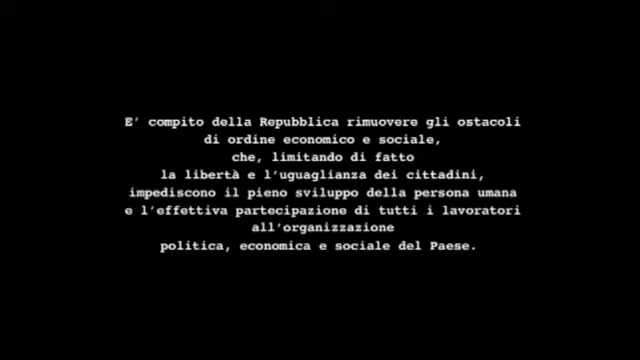 E’ compito della Repubblica rimuovere gli ostacoli
di ordine economico e sociale,
che, limitando di fatto
la libertà e l’uguaglianza dei cittadini,
impediscono il pieno sviluppo della persona umana
e l’effettiva partecipazione di tutti i lavoratori
all’organizzazione
politica, economica e sociale del Paese.